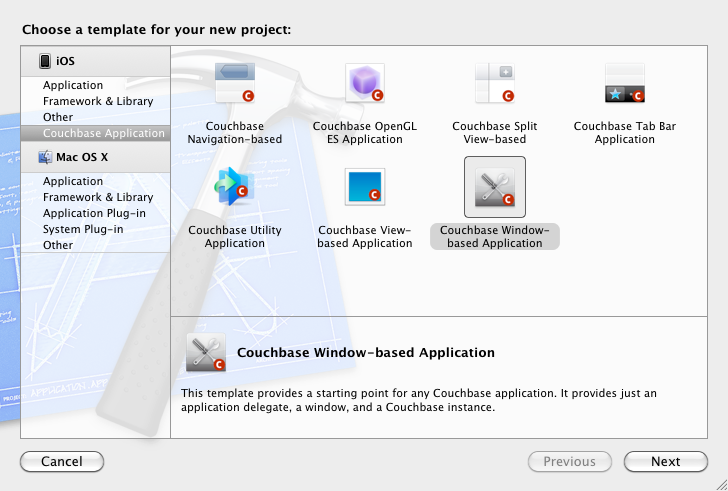 Choose a template for your new project:
iOS
Application
Framework & Library
Other
Couchbase Application
Mac OS X
Application
Framework & Library
Application Plug-in
System Plug-in
Other
Couchbase
Navigation-based
Couchbase OpenGL
ES Application
Couchbase Split
View-based
Couchbase Tab Bar
Application
Couchbase Utility
Application
Couchbase View-
based Application
Couchbase Window-
based Application
Couchbase Window-based Application
This template provides a starting point for any Couchbase application. It provides just an
application delegate, a window, and a Couchbase instance.
Cancel
Previous
Next